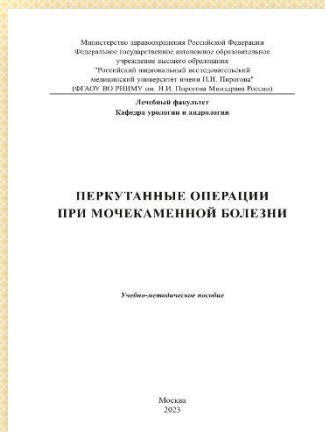 Министерство здравоохранения Российской Федерации
Федеральное государственное автономное образовательное
учреждение высшего образования
"Российский национальный исследовательский
медицинский университет имени Н.И. Пирогова"
(ФГАОУ ВО РНИМУ им. Н.И. Пирогова Минздрава России)
Лечебный факультет
Кафедра урологии и андрологии
ПЕРКУТАННЫЕ ОПЕРАЦИИ
ПРИ МОЧЕКАМЕННОЙ БОЛЕЗНИ
Учебно-методическое пособие
Москва
2023